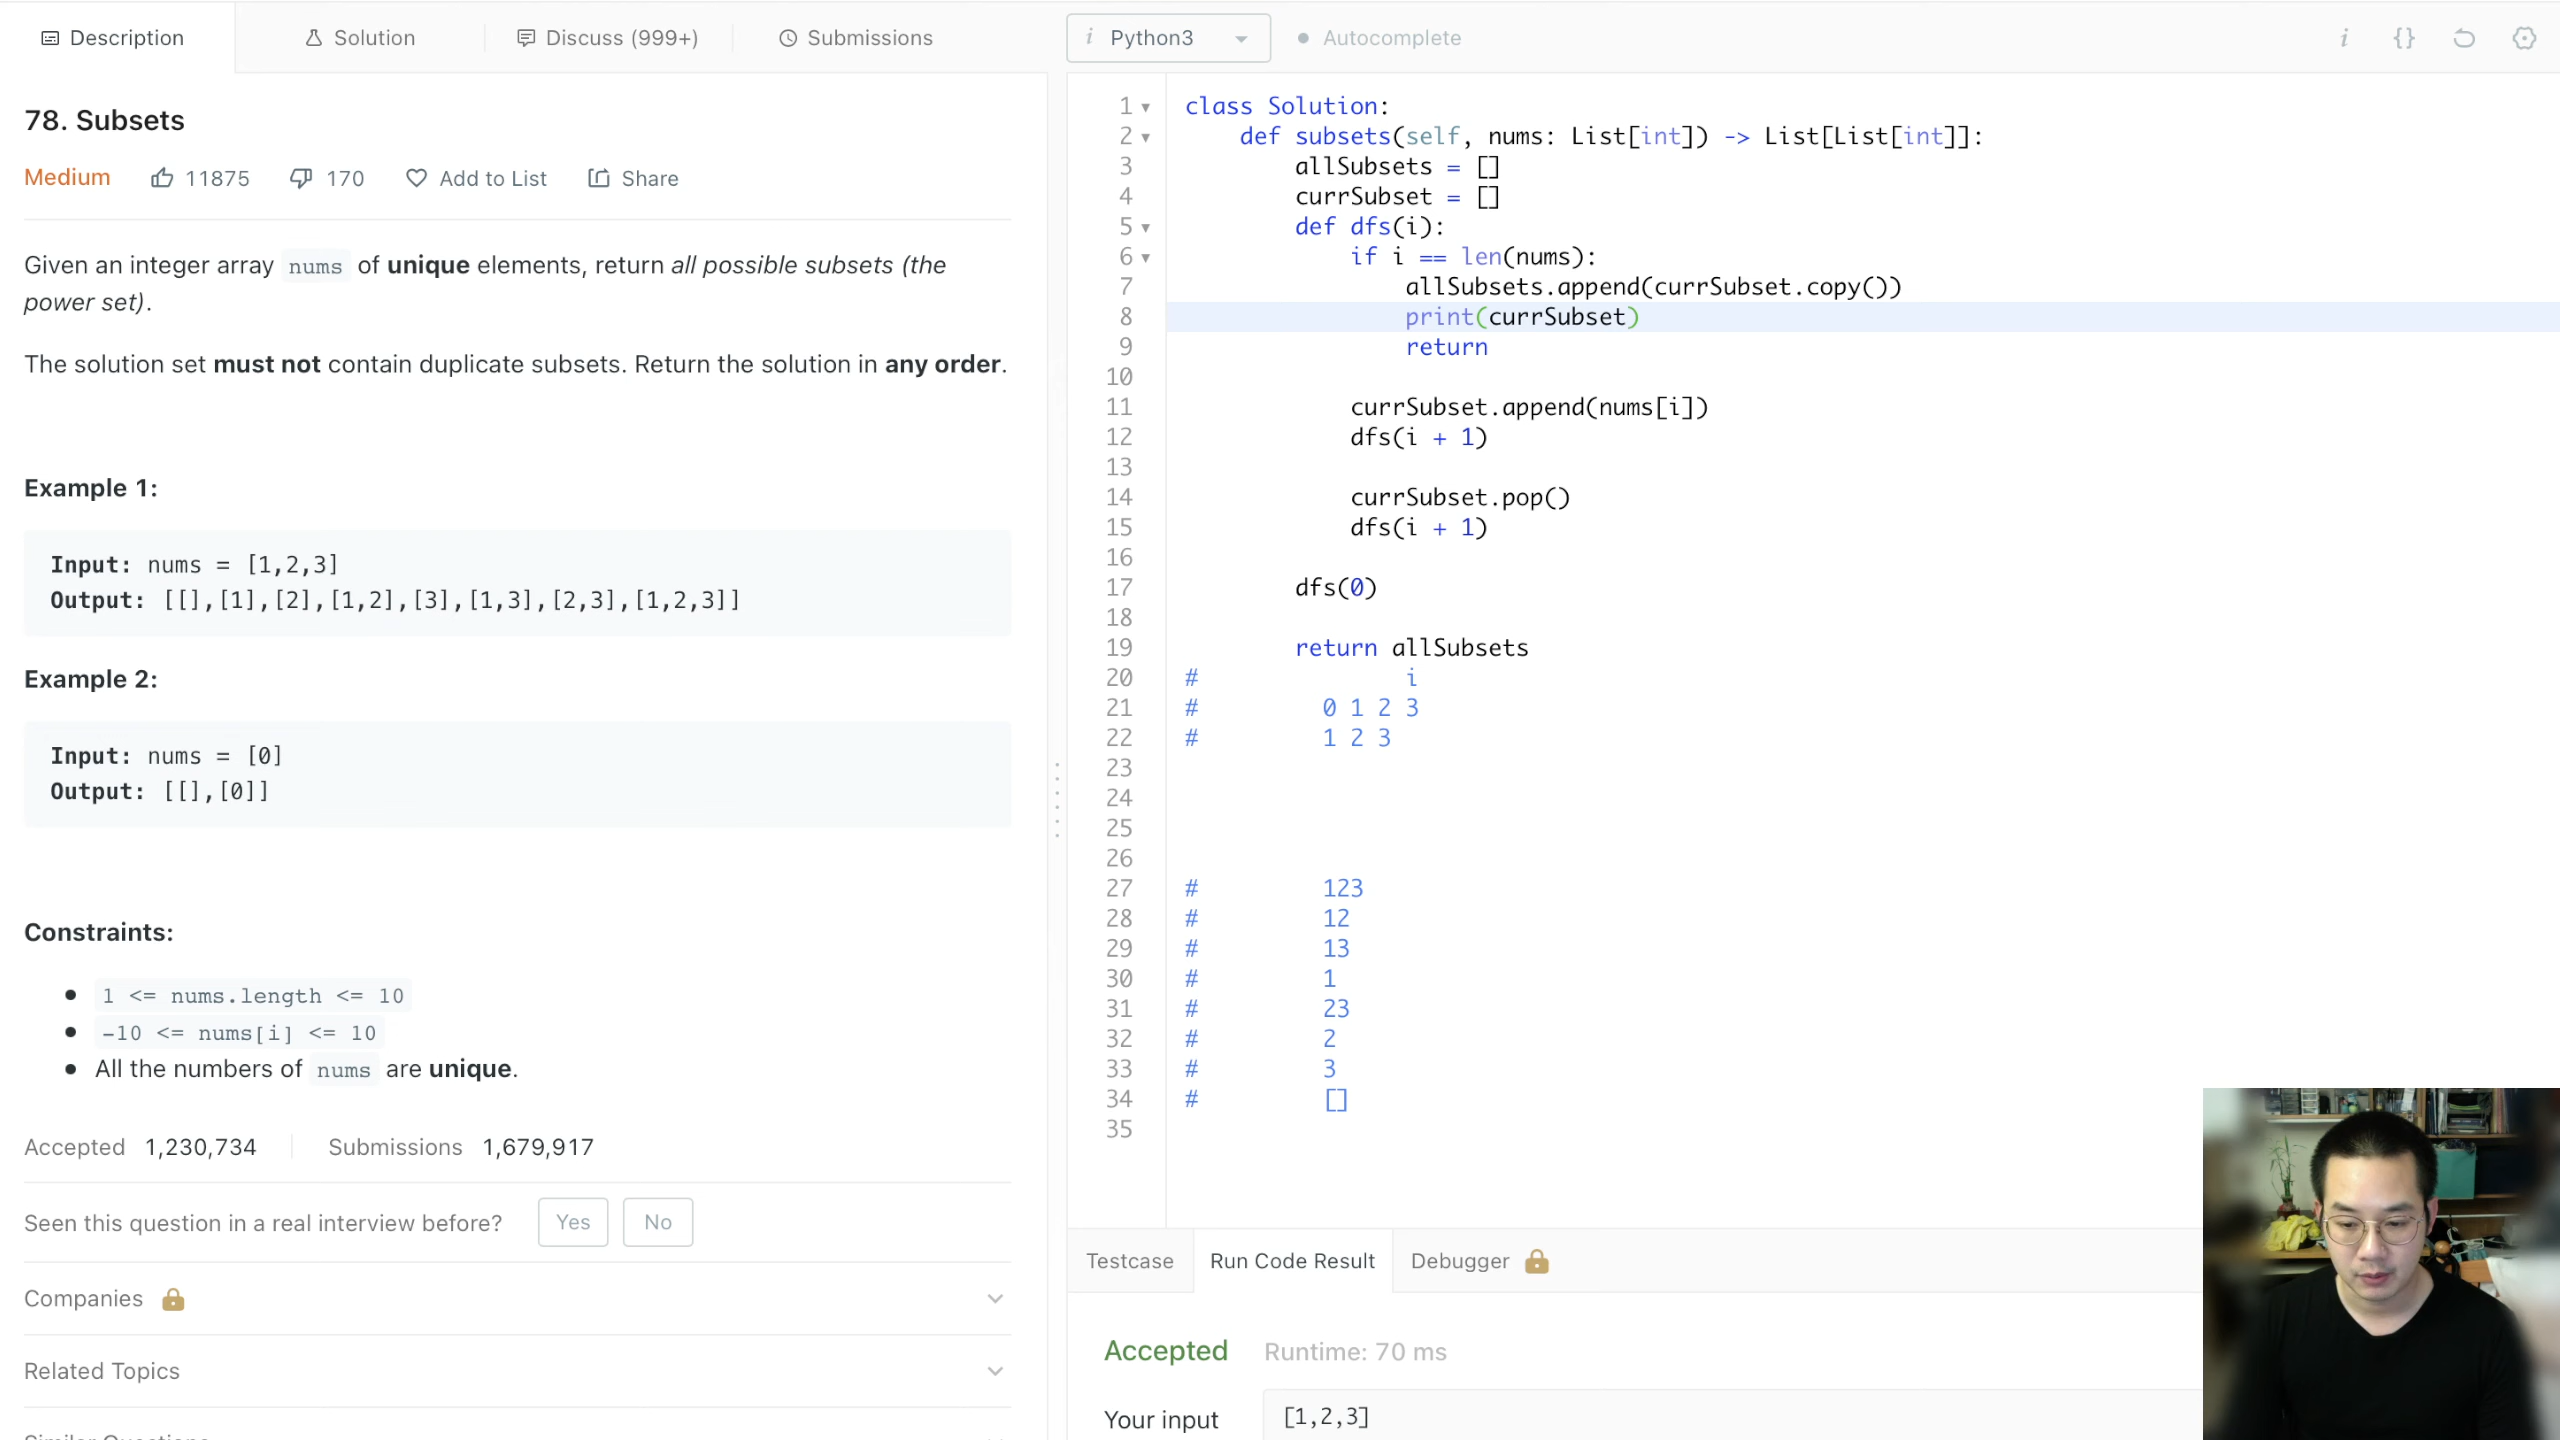 Description
Solution
Discuss (999+)
Submissions
78. Subsets
Medium 11875 170 Add to List Share
Given an integer array nums of unique elements, return all possible subsets (the
power set).
The solution set must not contain duplicate subsets. Return the solution in any order.
Example 1:
Input: nums = [1,2,3]
Output: [[],[1],[2],[1,2],[3],[1,3],[2,3],[1,2,3]]
Example 2:
Input: nums = [0]
Output: [[],[0]]
Constraints:
1 <= nums.length <= 10
-10 <= nums[i] <= 10
All the numbers of nums are unique.
Accepted 1,230,734 Submissions 1,679,917
Seen this question in a real interview before? Yes No
Companies
Related Topics
Similar Questions
i Python3 Autocomplete i {}
1 class Solution:
2 def subsets(self, nums: List[int]) -> List[List[int]]:
3 allSubsets = []
4 currSubset = []
5 def dfs(i):
6 if i == len(nums):
7 allSubsets.append(currSubset.copy())
8 print(currSubset)
9 return
10
11 currSubset.append(nums[i])
12 dfs(i + 1)
13
14 currSubset.pop()
15 dfs(i + 1)
16
17 dfs(0)
18
19 return allSubsets
20 # i
21 # 0 1 2 3
22 # 1 2 3
23
24
25
26
27 # 123
28 # 12
29 # 13
30 # 1
31 # 23
32 # 2
33 # 3
34 # []
35
Testcase Run Code Result Debugger
Accepted Runtime: 70 ms
Your input [1,2,3]